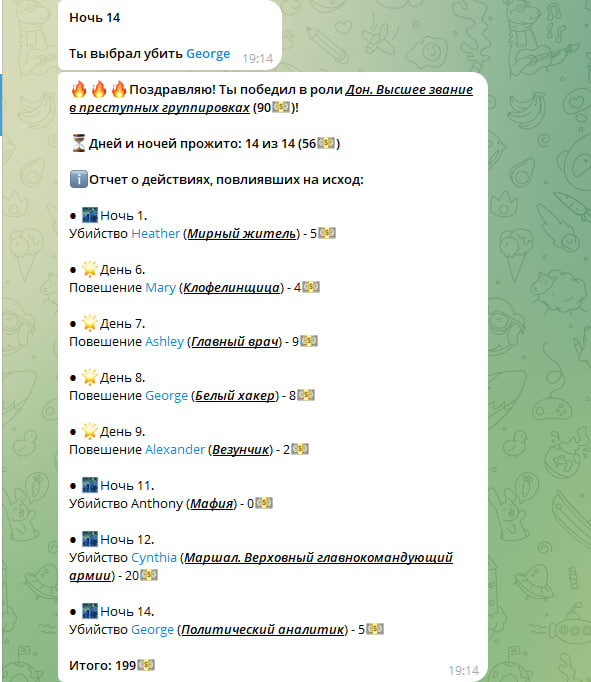 Ночь 14
Ты выбрал убить George
19:14
🔥🔥🔥Поздравляю! Ты победил в роли Дон. Высшее звание
в преступных группировках (90💵)!
⏳Дней и ночей прожито: 14 из 14 (56💵)
ℹ️Отчет о действиях, повлиявших на исход:
● 🌃Ночь 1.
Убийство Heather (Мирный житель) - 5💵
● 🌟День 6.
Повешение Mary (Клофелинщица) - 4💵
● 🌟День 7.
Повешение Ashley (Главный врач) - 9💵
● 🌟День 8.
Повешение George (Белый хакер) - 8💵
● 🌟День 9.
Повешение Alexander (Везунчик) - 2💵
● 🌃Ночь 11.
Убийство Anthony (Мафия) - 0💵
● 🌃Ночь 12.
Убийство Cynthia (Маршал. Верховный главнокомандующий
армии) - 20💵
● 🌃Ночь 14.
Убийство George (Политический аналитик) - 5💵
Итого: 199💵
19:14